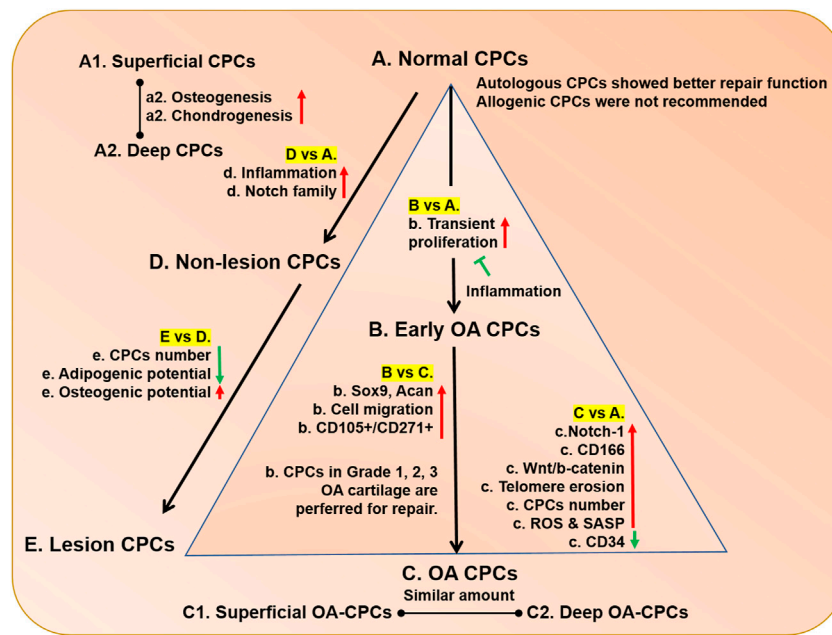 A1. Superficial CPCs
a2. Osteogenesis
a2. Chondrogenesis
A2. Deep CPCs
A. Normal CPCs
Autologous CPCs showed better repair function
Allogenic CPCs were not recommended
D vs A.
d. Inflammation
d. Notch family
B vs A.
b. Transient
proliferation
Inflammation
D. Non-lesion CPCs
B. Early OA CPCs
E vs D.
e. CPCs number
e. Adipogenic potential
e. Osteogenic potential
B vs C.
b. Sox9, Acan
b. Cell migration
b. CD105+/CD271+
b. CPCs in Grade 1, 2, 3
OA cartilage are
perferred for repair.
C vs A.
c.Notch-1
c. CD166
c. Wnt/b-catenin
c. Telomere erosion
c. CPCs number
c. ROS & SASP
c. CD34
E. Lesion CPCs
C. OA CPCs
Similar amount
C1. Superficial OA-CPCs
C2. Deep OA-CPCs